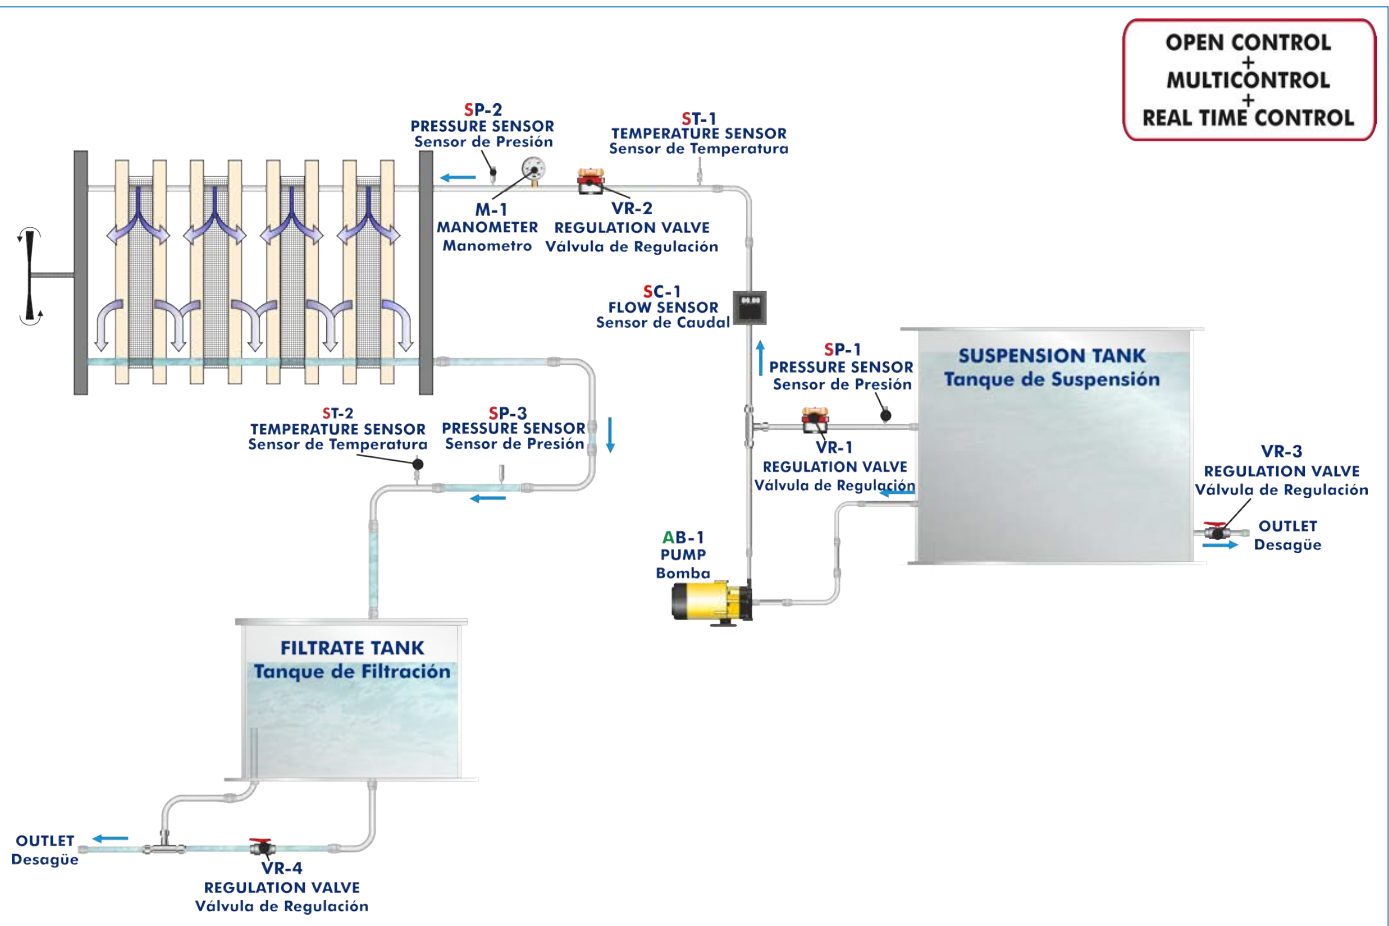 OPEN CONTROL
+
MULTICONTROL
+
REAL TIME CONTROL
SP-2
PRESSURE SENSOR
Sensor de Presión
ST-1
TEMPERATURE SENSOR
Sensor de Temperatura
M-1
MANOMETER
Manometro
VR-2
REGULATION VALVE
Válvula de Regulación
SC-1
FLOW SENSOR
Sensor de Caudal
SP-1
PRESSURE SENSOR
Sensor de Presión
SUSPENSION TANK
Tanque de Suspensión
ST-2
TEMPERATURE SENSOR
Sensor de Temperatura
SP-3
PRESSURE SENSOR
Sensor de Presión
VR-1
REGULATION VALVE
Válvula de Regulación
VR-3
REGULATION VALVE
Válvula de Regulación
OUTLET
Desagüe
AB-1
PUMP
Bomba
FILTRATE TANK
Tanque de Filtración
OUTLET
Desagüe
VR-4
REGULATION VALVE
Válvula de Regulación